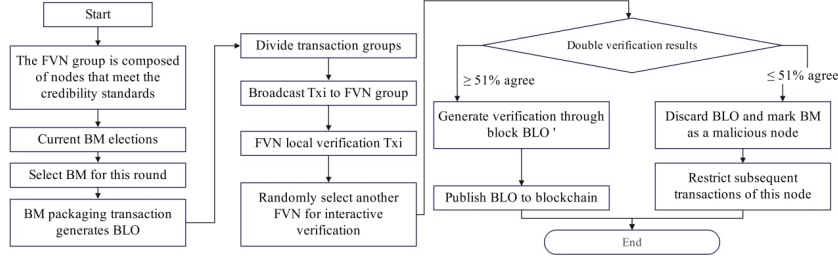 Start
The FVN group is composed
of nodes that meet the
credibility standards
Current BM elections
Select BM for this round
BM packaging transaction
generates BLO
Divide transaction groups
Broadcast Txi to FVN group
FVN local verification Txi
Randomly select another
FVN for interactive
verification
Double verification results
≥ 51% agree
≤ 51% agree
Generate verification through
block BLO '
Publish BLO to blockchain
Discard BLO and mark BM
as a malicious node
Restrict subsequent
transactions of this node
End